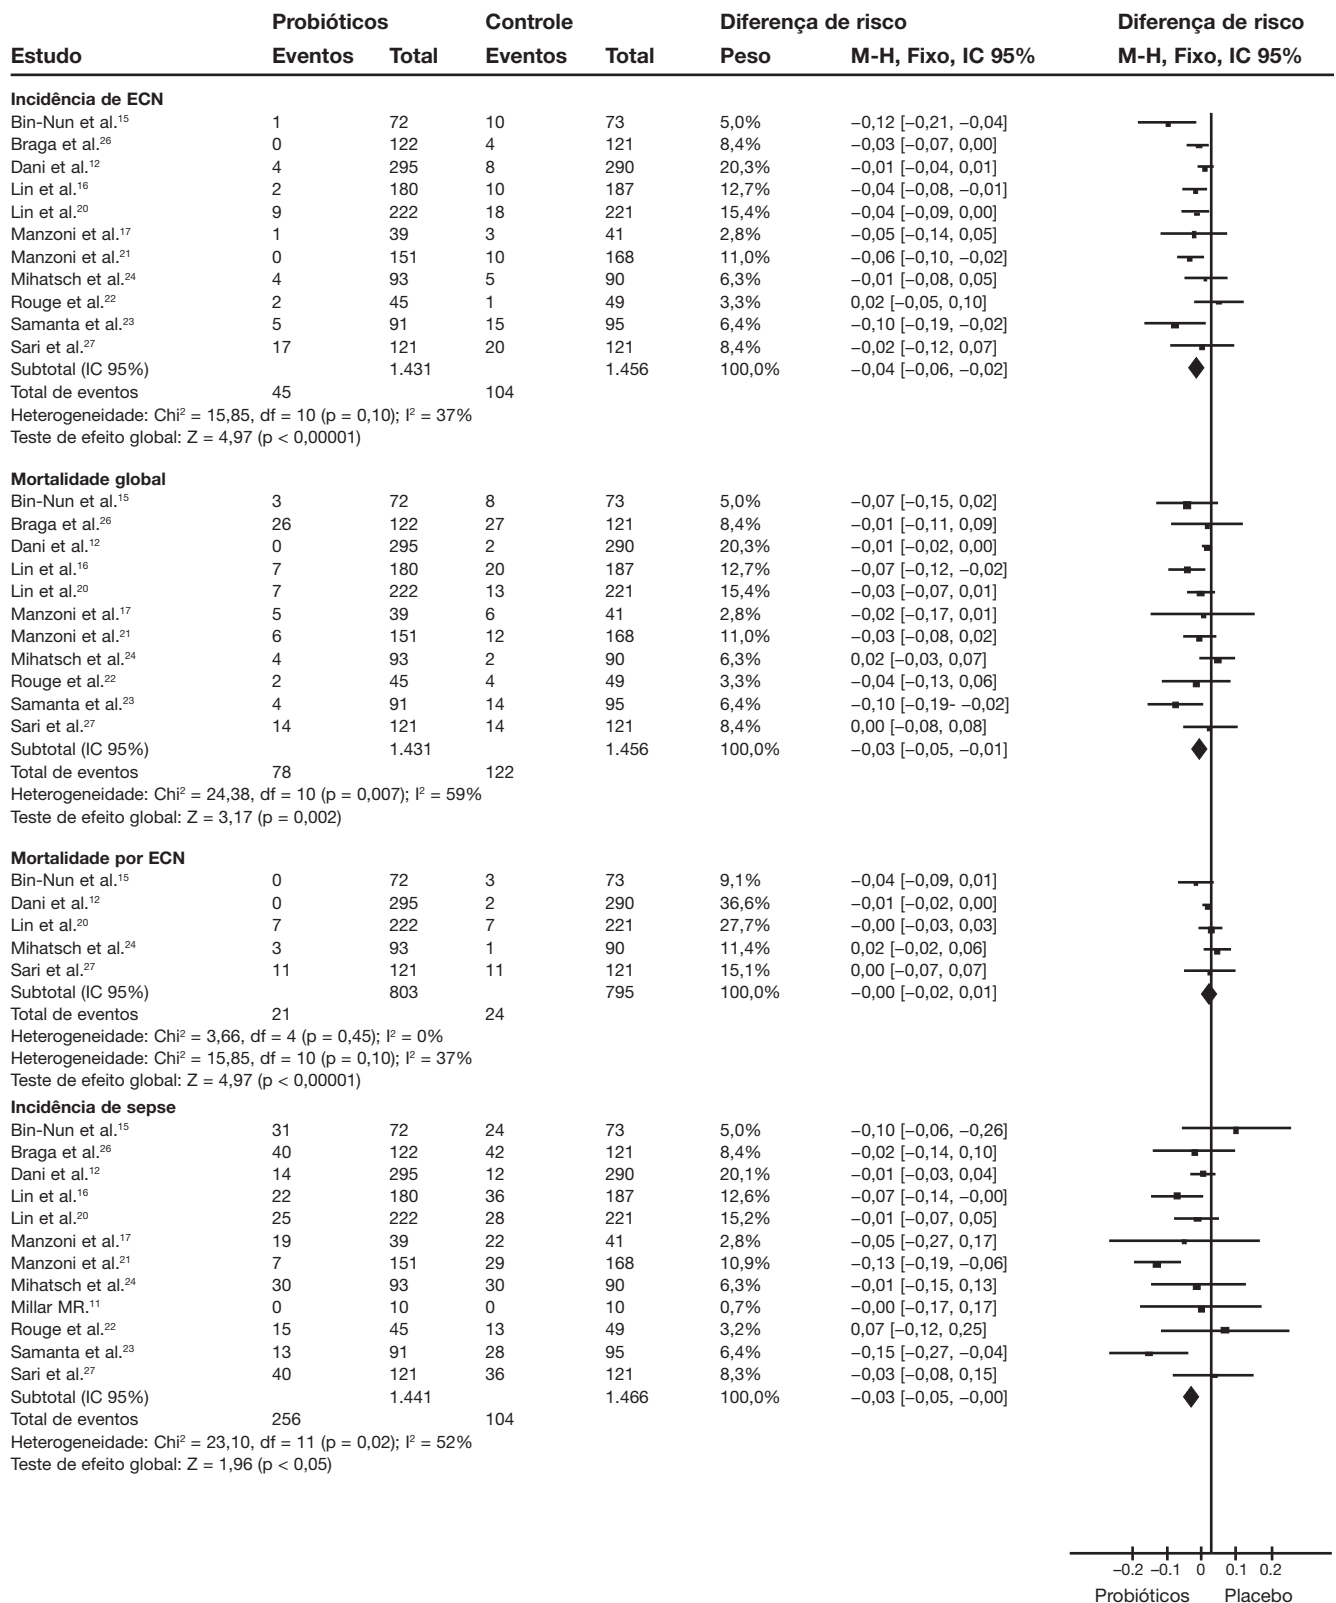 Probióticos Controle Diferença de risco Diferença de risco
Estudo Eventos Total Eventos Total Peso M-H, Fixo, IC 95% M-H, Fixo, IC 95%
Incidência de ECN
Bin-Nun et al.¹⁵ 1 72 10 73 5,0% −0,12 [−0,21, −0,04]
Braga et al.²⁶ 0 122 4 121 8,4% −0,03 [−0,07, 0,00]
Dani et al.¹² 4 295 8 290 20,3% −0,01 [−0,04, 0,01]
Lin et al.¹⁶ 2 180 10 187 12,7% −0,04 [−0,08, −0,01]
Lin et al.²⁰ 9 222 18 221 15,4% −0,04 [−0,09, 0,00]
Manzoni et al.¹⁷ 1 39 3 41 2,8% −0,05 [−0,14, 0,05]
Manzoni et al.²¹ 0 151 10 168 11,0% −0,06 [−0,10, −0,02]
Mihatsch et al.²⁴ 4 93 5 90 6,3% −0,01 [−0,08, 0,05]
Rouge et al.²² 2 45 1 49 3,3% 0,02 [−0,05, 0,10]
Samanta et al.²³ 5 91 15 95 6,4% −0,10 [−0,19, −0,02]
Sari et al.²⁷ 17 121 20 121 8,4% −0,02 [−0,12, 0,07]
Subtotal (IC 95%) 1.431 1.456 100,0% −0,04 [−0,06, −0,02]
Total de eventos 45 104
Heterogeneidade: Chi² = 15,85, df = 10 (p = 0,10); I² = 37%
Teste de efeito global: Z = 4,97 (p < 0,00001)
Mortalidade global
Bin-Nun et al.¹⁵ 3 72 8 73 5,0% −0,07 [−0,15, 0,02]
Braga et al.²⁶ 26 122 27 121 8,4% −0,01 [−0,11, 0,09]
Dani et al.¹² 0 295 2 290 20,3% −0,01 [−0,02, 0,00]
Lin et al.¹⁶ 7 180 20 187 12,7% −0,07 [−0,12, −0,02]
Lin et al.²⁰ 7 222 13 221 15,4% −0,03 [−0,07, 0,01]
Manzoni et al.¹⁷ 5 39 6 41 2,8% −0,02 [−0,17, 0,01]
Manzoni et al.²¹ 6 151 12 168 11,0% −0,03 [−0,08, 0,02]
Mihatsch et al.²⁴ 4 93 2 90 6,3% 0,02 [−0,03, 0,07]
Rouge et al.²² 2 45 4 49 3,3% −0,04 [−0,13, 0,06]
Samanta et al.²³ 4 91 14 95 6,4% −0,10 [−0,19- −0,02]
Sari et al.²⁷ 14 121 14 121 8,4% 0,00 [−0,08, 0,08]
Subtotal (IC 95%) 1.431 1.456 100,0% −0,03 [−0,05, −0,01]
Total de eventos 78 122
Heterogeneidade: Chi² = 24,38, df = 10 (p = 0,007); I² = 59%
Teste de efeito global: Z = 3,17 (p = 0,002)
Mortalidade por ECN
Bin-Nun et al.¹⁵ 0 72 3 73 9,1% −0,04 [−0,09, 0,01]
Dani et al.¹² 0 295 2 290 36,6% −0,01 [−0,02, 0,00]
Lin et al.²⁰ 7 222 7 221 27,7% −0,00 [−0,03, 0,03]
Mihatsch et al.²⁴ 3 93 1 90 11,4% 0,02 [−0,02, 0,06]
Sari et al.²⁷ 11 121 11 121 15,1% 0,00 [−0,07, 0,07]
Subtotal (IC 95%) 803 795 100,0% −0,00 [−0,02, 0,01]
Total de eventos 21 24
Heterogeneidade: Chi² = 3,66, df = 4 (p = 0,45); I² = 0%
Heterogeneidade: Chi² = 15,85, df = 10 (p = 0,10); I² = 37%
Teste de efeito global: Z = 4,97 (p < 0,00001)
Incidência de sepse
Bin-Nun et al.¹⁵ 31 72 24 73 5,0% −0,10 [−0,06, −0,26]
Braga et al.²⁶ 40 122 42 121 8,4% −0,02 [−0,14, 0,10]
Dani et al.¹² 14 295 12 290 20,1% −0,01 [−0,03, 0,04]
Lin et al.¹⁶ 22 180 36 187 12,6% −0,07 [−0,14, −0,00]
Lin et al.²⁰ 25 222 28 221 15,2% −0,01 [−0,07, 0,05]
Manzoni et al.¹⁷ 19 39 22 41 2,8% −0,05 [−0,27, 0,17]
Manzoni et al.²¹ 7 151 29 168 10,9% −0,13 [−0,19, −0,06]
Mihatsch et al.²⁴ 30 93 30 90 6,3% −0,01 [−0,15, 0,13]
Millar MR.¹¹ 0 10 0 10 0,7% −0,00 [−0,17, 0,17]
Rouge et al.²² 15 45 13 49 3,2% 0,07 [−0,12, 0,25]
Samanta et al.²³ 13 91 28 95 6,4% −0,15 [−0,27, −0,04]
Sari et al.²⁷ 40 121 36 121 8,3% −0,03 [−0,08, 0,15]
Subtotal (IC 95%) 1.441 1.466 100,0% −0,03 [−0,05, −0,00]
Total de eventos 256 104
Heterogeneidade: Chi² = 23,10, df = 11 (p = 0,02); I² = 52%
Teste de efeito global: Z = 1,96 (p < 0,05)
−0.2 −0.1 0 0.1 0.2
Probióticos Placebo